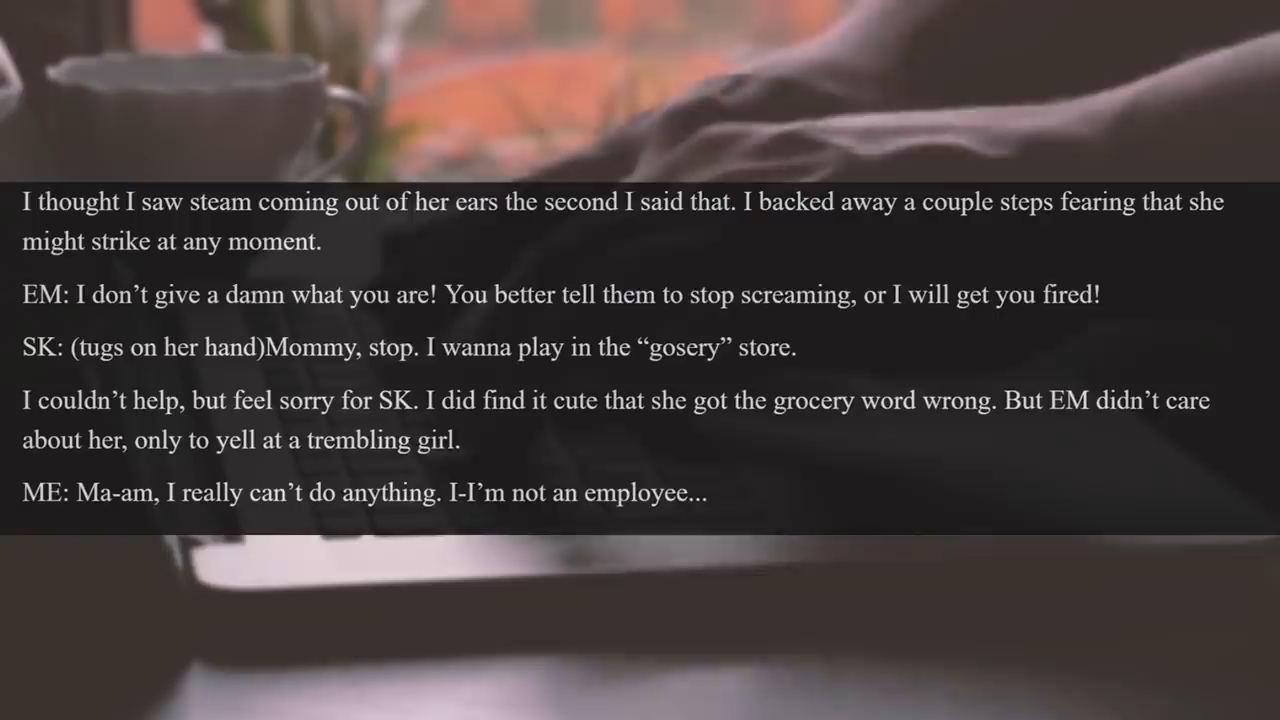 I thought I saw steam coming out of her ears the second I said that. I backed away a couple steps fearing that she
might strike at any moment.
EM: I don’t give a damn what you are! You better tell them to stop screaming, or I will get you fired!
SK: (tugs on her hand)Mommy, stop. I wanna play in the “gosery” store.
I couldn’t help, but feel sorry for SK. I did find it cute that she got the grocery word wrong. But EM didn’t care
about her, only to yell at a trembling girl.
ME: Ma-am, I really can’t do anything. I-I’m not an employee...